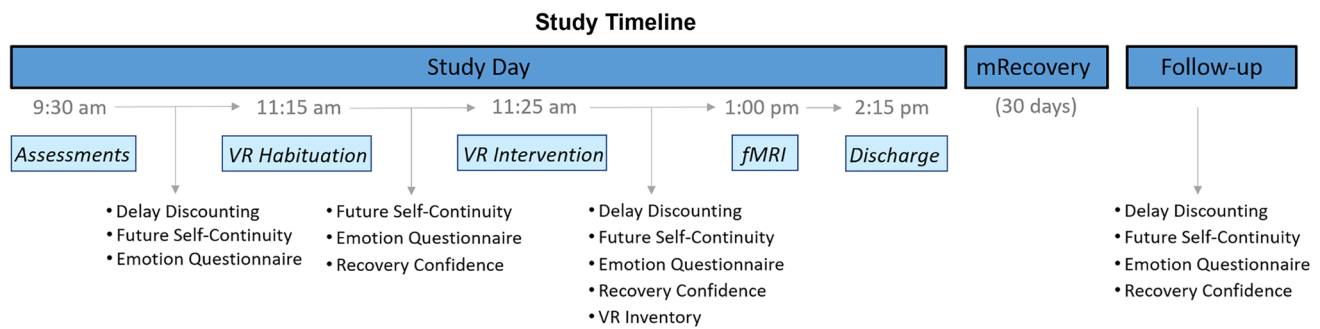 Study Timeline
Study Day
mRecovery
Follow-up
9:30 am
11:15 am
11:25 am
1:00 pm
2:15 pm
(30 days)
Assessments
VR Habituation
VR Intervention
fMRI
Discharge
• Delay Discounting
• Future Self-Continuity
• Emotion Questionnaire
• Future Self-Continuity
• Emotion Questionnaire
• Recovery Confidence
• Delay Discounting
• Future Self-Continuity
• Emotion Questionnaire
• Recovery Confidence
• VR Inventory
• Delay Discounting
• Future Self-Continuity
• Emotion Questionnaire
• Recovery Confidence